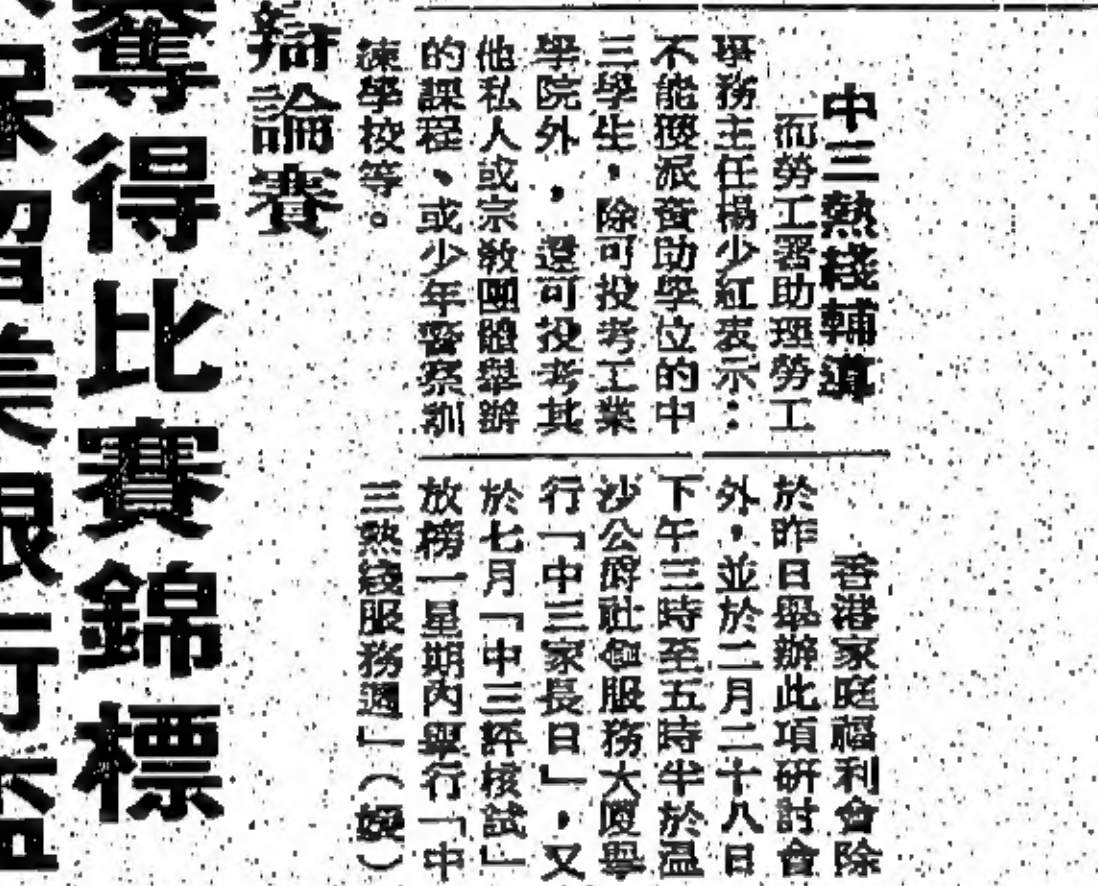 中三熱綫輔導
而勞工署助理勞工
事務主任楊少紅表示：
不能獲派資助學位的中
三學生，除可投考工業
學院外，還可投考其
他私人或宗教團體舉辦
的課程、或少年警察訓
練學校等。
香港家庭福利會除
於昨日舉辦此項研討會
外，並於二月二十八日
下午三時至五時半於溫
沙公爵社會服務大廈舉
行「中三家長日」，又
於七月「中三評核試」
放榜一星期內舉行「中
三熱綫服務週」（媛）
辯論賽
奪得比賽錦標
保留美銀行盃